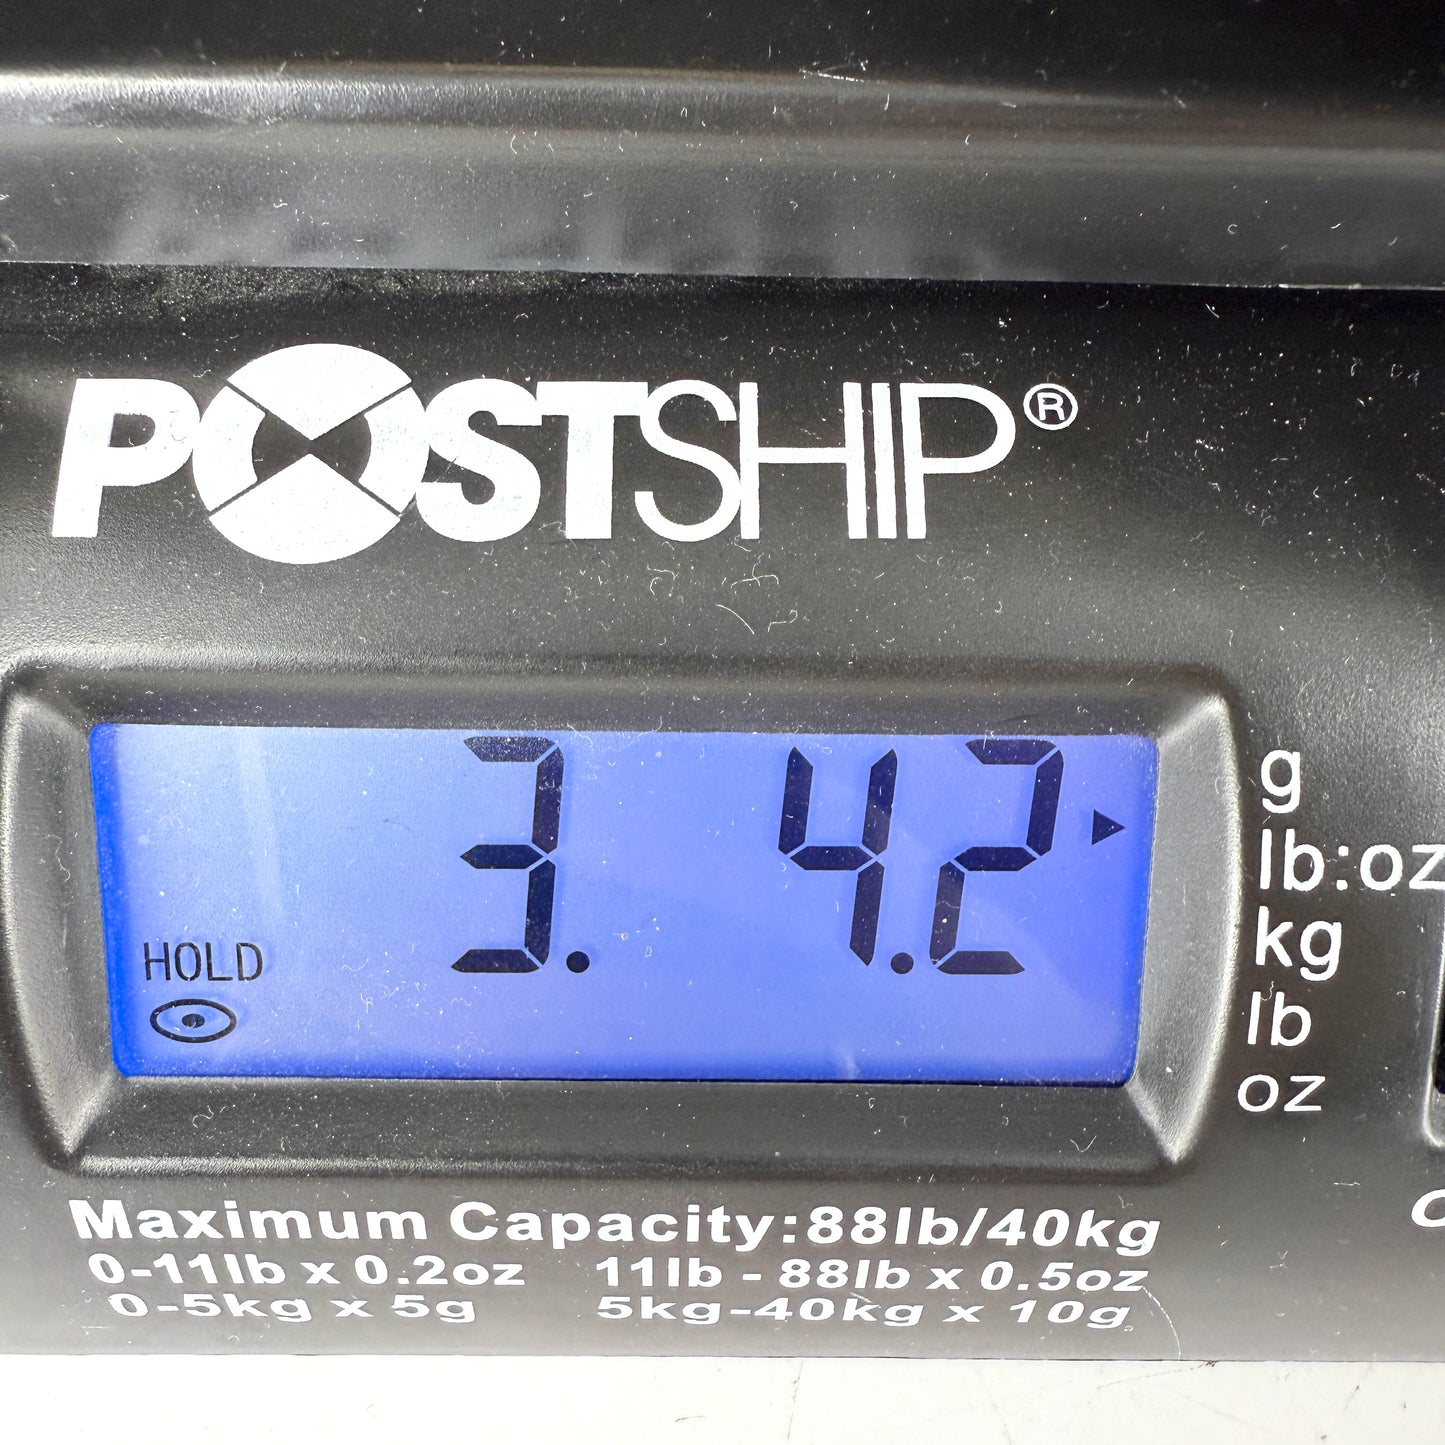 POSTSHIP®
3. 4.2
HOLD
g
lb:oz
kg
lb
oz
Maximum Capacity:88lb/40kg
0-11lb x 0.2oz 11lb - 88lb x 0.5oz
0-5kg x 5g 5kg-40kg x 10g